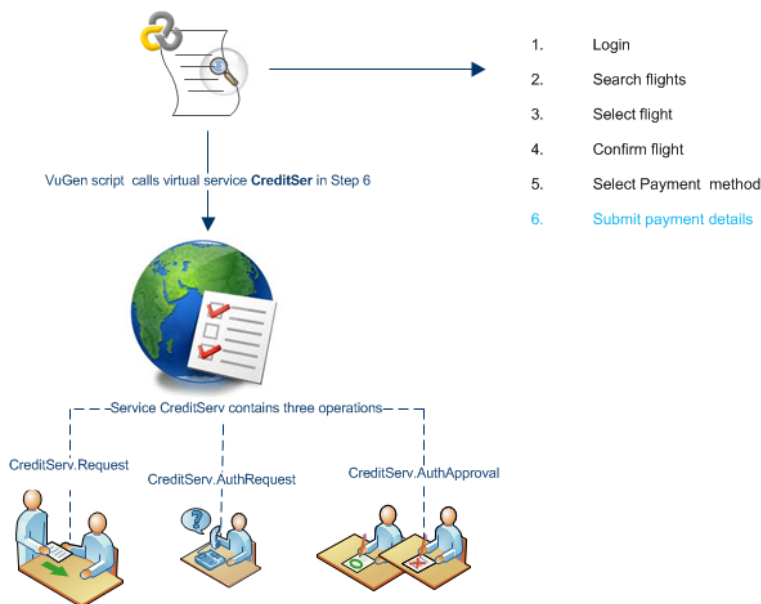 1. Login
2. Search flights
3. Select flight
4. Confirm flight
5. Select Payment method
6. Submit payment details
VuGen script calls virtual service CreditSer in Step 6
Service CreditServ contains three operations
CreditServ.Request
CreditServ.AuthRequest
CreditServ.AuthApproval